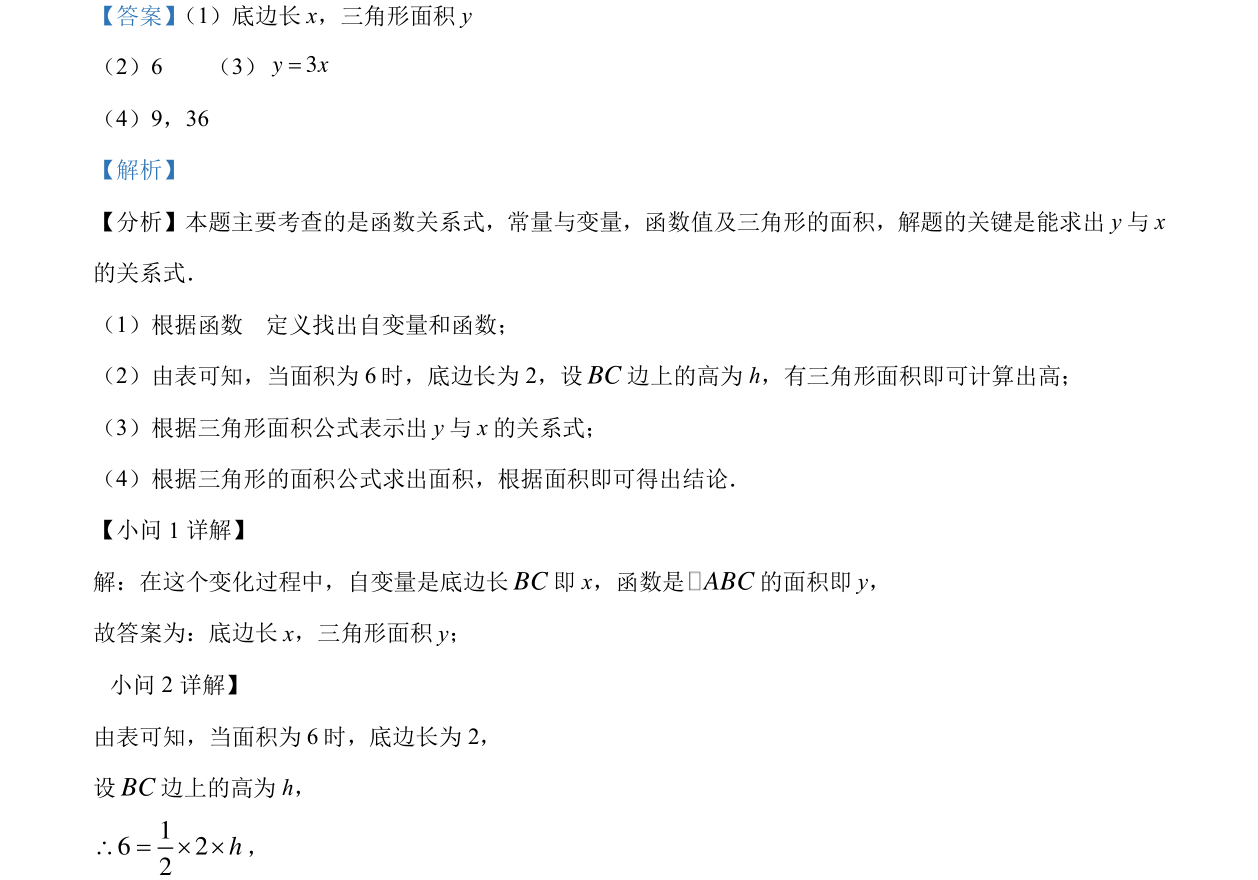 【答案】（1）底边长 x，三角形面积 y
（2）6 （3） y = 3x
（4）9，36
【解析】
【分析】本题主要考查的是函数关系式，常量与变量，函数值及三角形的面积，解题的关键是能求出 y 与 x
的关系式．
（1）根据函数 定义找出自变量和函数；
（2）由表可知，当面积为 6 时，底边长为 2，设 BC 边上的高为 h，有三角形面积即可计算出高；
（3）根据三角形面积公式表示出 y 与 x 的关系式；
（4）根据三角形的面积公式求出面积，根据面积即可得出结论．
【小问 1 详解】
解：在这个变化过程中，自变量是底边长 BC 即 x，函数是 □ABC 的面积即 y，
故答案为：底边长 x，三角形面积 y；
小问 2 详解】
由表可知，当面积为 6 时，底边长为 2，
设 BC 边上的高为 h，
∴6 = 1/2 × 2 × h，